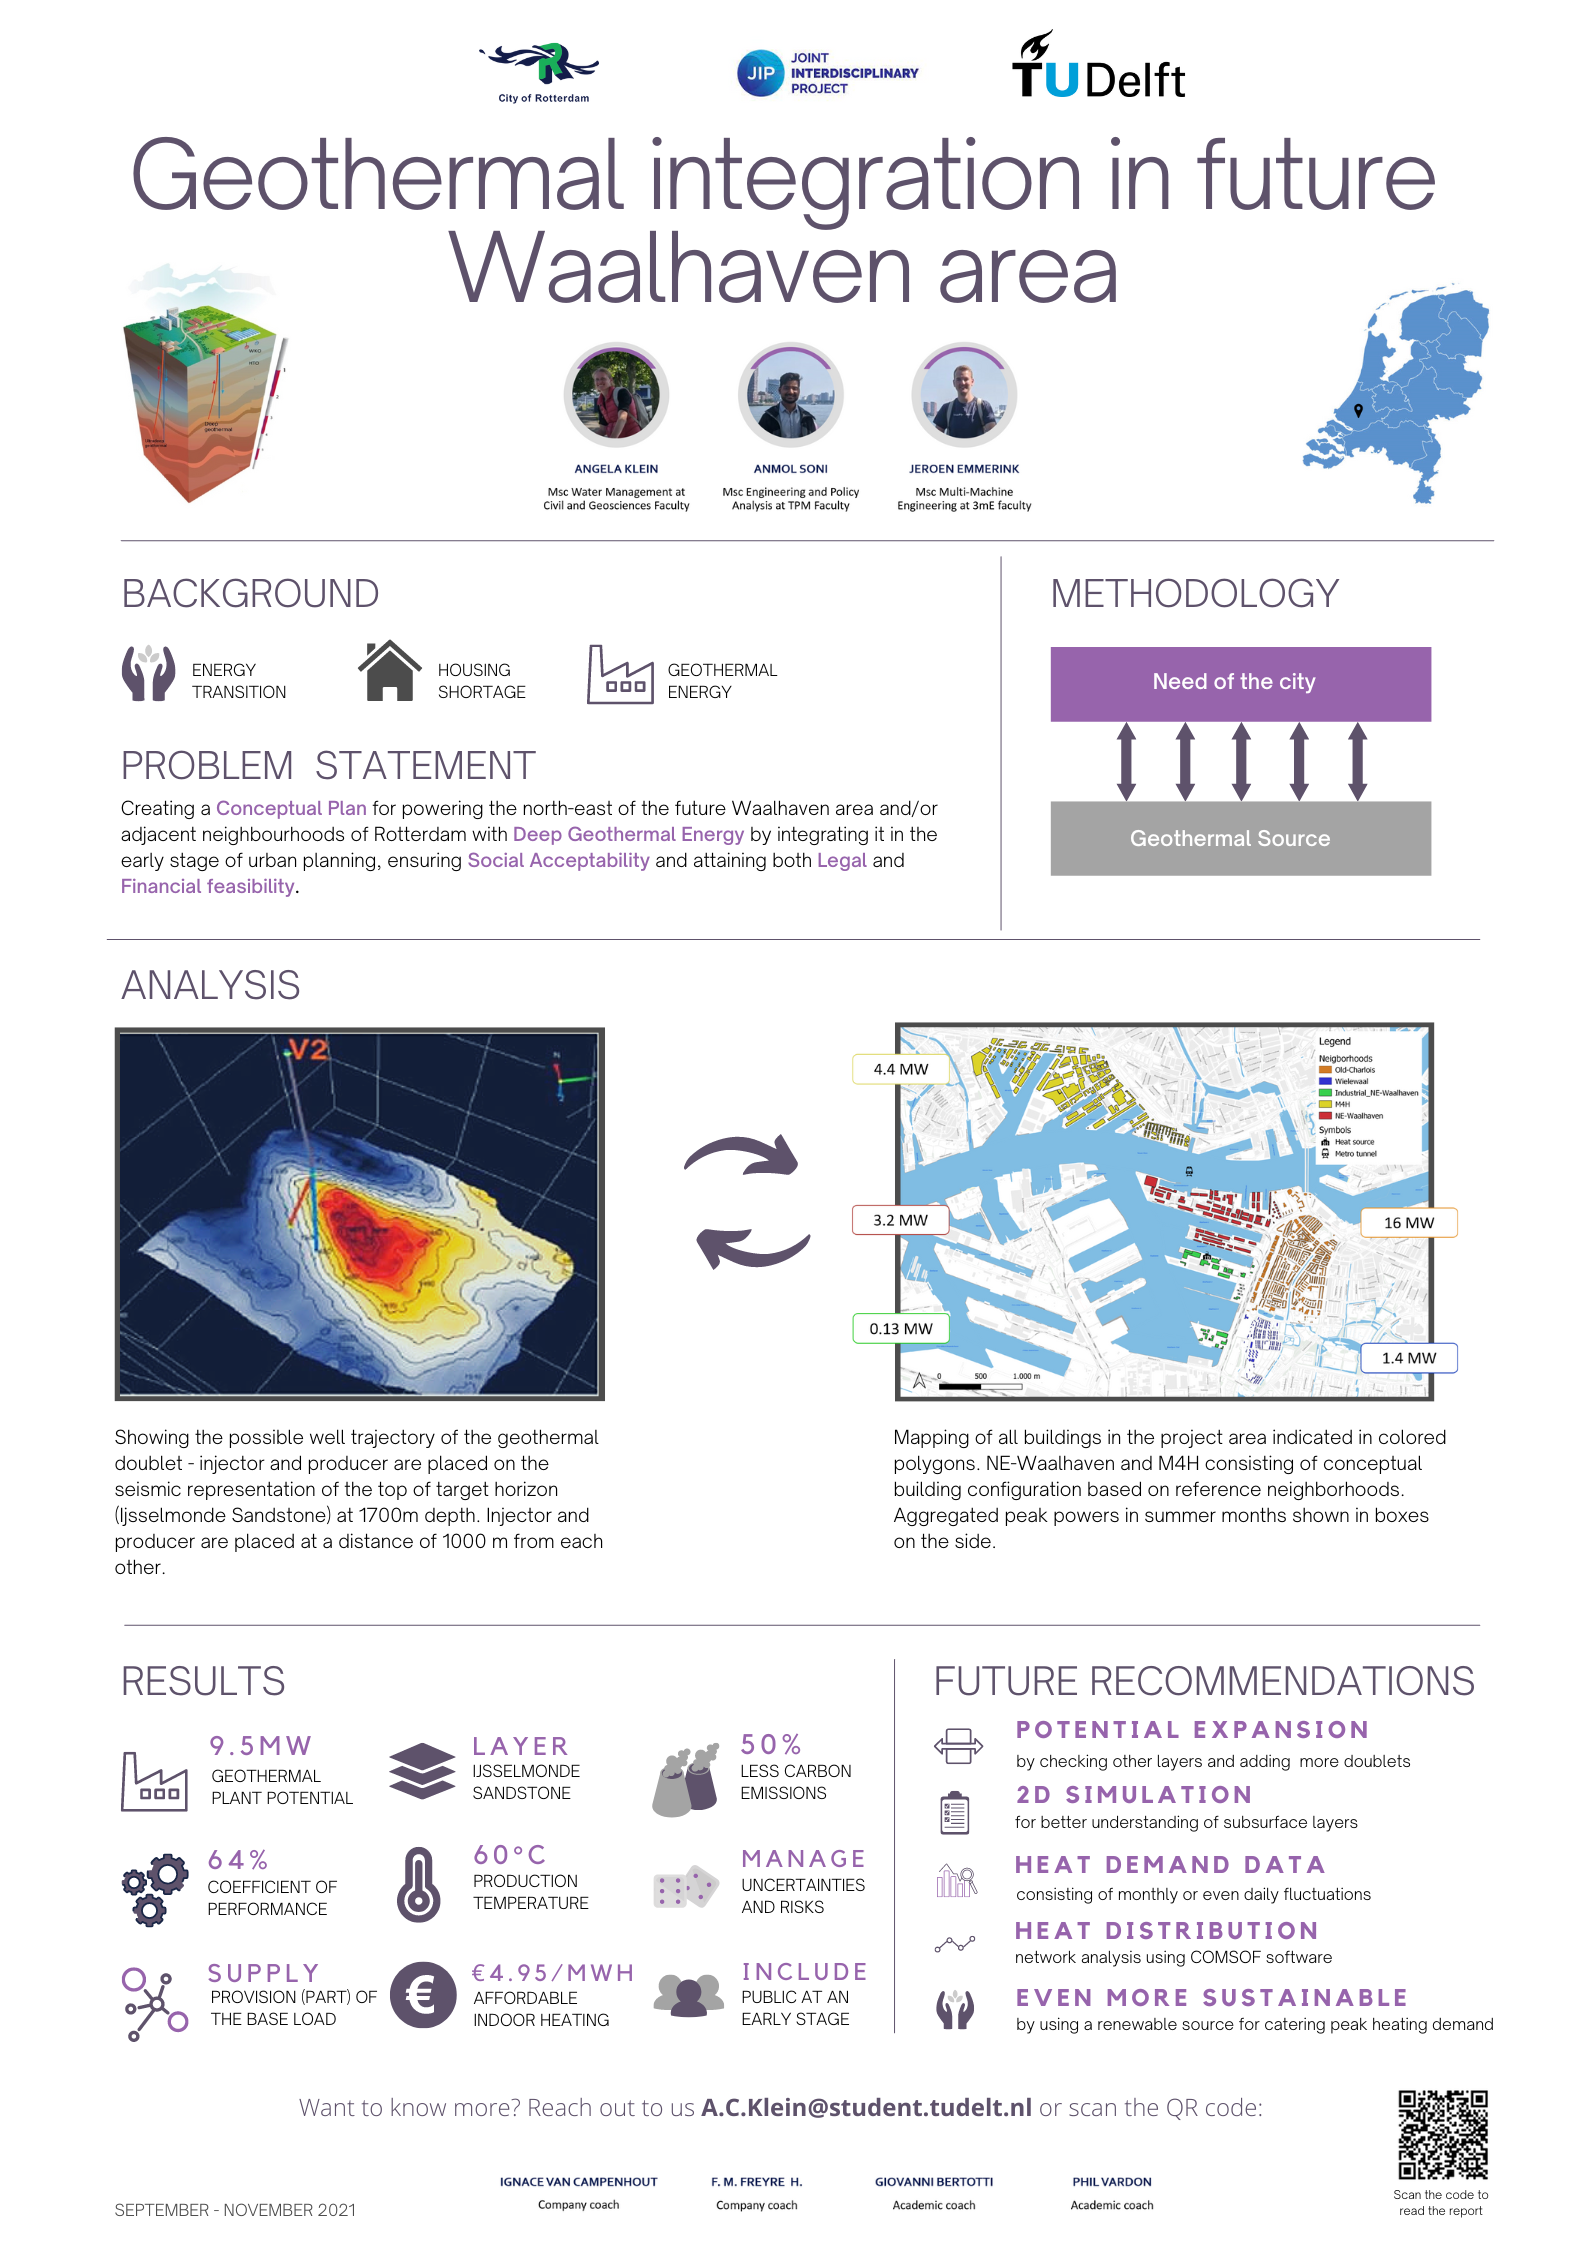 City of Rotterdam
JIP
JOINT
INTERDISCIPLINARY
PROJECT
TUDelft
Geothermal integration in future
Waalhaven area
WKO
HTO
Deep
geothermal
ANGELA KLEIN
Msc Water Management at
Civil and Geosciences Faculty
ANMOL SONI
Msc Engineering and Policy
Analysis at TPM Faculty
JEROEN EMMERINK
Msc Multi-Machine
Engineering at 3mE faculty
BACKGROUND
ENERGY
TRANSITION
HOUSING
SHORTAGE
GEOTHERMAL
ENERGY
PROBLEM STATEMENT
Creating a Conceptual Plan for powering the north-east of the future Waalhaven area and/or
adjacent neighbourhoods of Rotterdam with Deep Geothermal Energy by integrating it in the
early stage of urban planning, ensuring Social Acceptability and attaining both Legal and
Financial feasibility.
METHODOLOGY
Need of the city
Geothermal Source
ANALYSIS
V2
N
Showing the possible well trajectory of the geothermal
doublet - injector and producer are placed on the
seismic representation of the top of target horizon
(Ijsselmonde Sandstone) at 1700m depth. Injector and
producer are placed at a distance of 1000 m from each
other.
4.4 MW
3.2 MW
0.13 MW
16 MW
1.4 MW
Legend
Neigborhoods
Old-Charlois
Wielewaal
Industrial_NE-Waalhaven
M4H
NE-Waalhaven
Symbols
Heat source
Metro tunnel
0 500 1.000 m
Mapping of all buildings in the project area indicated in colored
polygons. NE-Waalhaven and M4H consisting of conceptual
building configuration based on reference neighborhoods.
Aggregated peak powers in summer months shown in boxes
on the side.
RESULTS
9.5MW
GEOTHERMAL
PLANT POTENTIAL
LAYER
IJSSELMONDE
SANDSTONE
50%
LESS CARBON
EMISSIONS
64%
COEFFICIENT OF
PERFORMANCE
60°C
PRODUCTION
TEMPERATURE
MANAGE
UNCERTAINTIES
AND RISKS
SUPPLY
PROVISION (PART) OF
THE BASE LOAD
€4.95/MWH
AFFORDABLE
INDOOR HEATING
INCLUDE
PUBLIC AT AN
EARLY STAGE
FUTURE RECOMMENDATIONS
POTENTIAL EXPANSION
by checking other layers and adding more doublets
2D SIMULATION
for better understanding of subsurface layers
HEAT DEMAND DATA
consisting of monthly or even daily fluctuations
HEAT DISTRIBUTION
network analysis using COMSOF software
EVEN MORE SUSTAINABLE
by using a renewable source for catering peak heating demand
Want to know more? Reach out to us A.C.Klein@student.tudelt.nl or scan the QR code:
Scan the code to
read the report
IGNACE VAN CAMPENHOUT
Company coach
F. M. FREYRE H.
Company coach
GIOVANNI BERTOTTI
Academic coach
PHIL VARDON
Academic coach
SEPTEMBER - NOVEMBER 2021